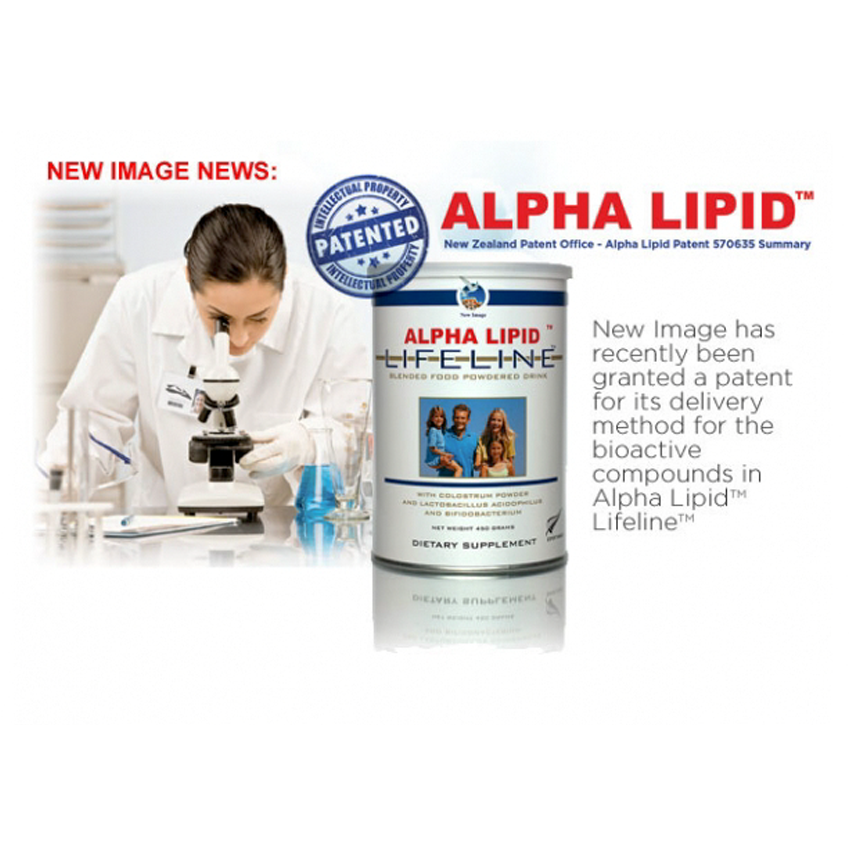 NEW IMAGE NEWS:
INTELLECTUAL PROPERTY
PATENTED
INTELLECTUAL PROPERTY
ALPHA LIPID™
New Zealand Patent Office - Alpha Lipid Patent 570635 Summary
New Image
ALPHA LIPID ™
LIFELINE™
BLENDED FOOD POWDERED DRINK
WITH COLOSTRUM POWDER
AND LACTOBACILLUS ACIDOPHILUS
AND BIFIDOBACTERIUM
NET WEIGHT 450 GRAMS
DIETARY SUPPLEMENT
New Image has
recently been
granted a patent
for its delivery
method for the
bioactive
compounds in
Alpha Lipid™
Lifeline™